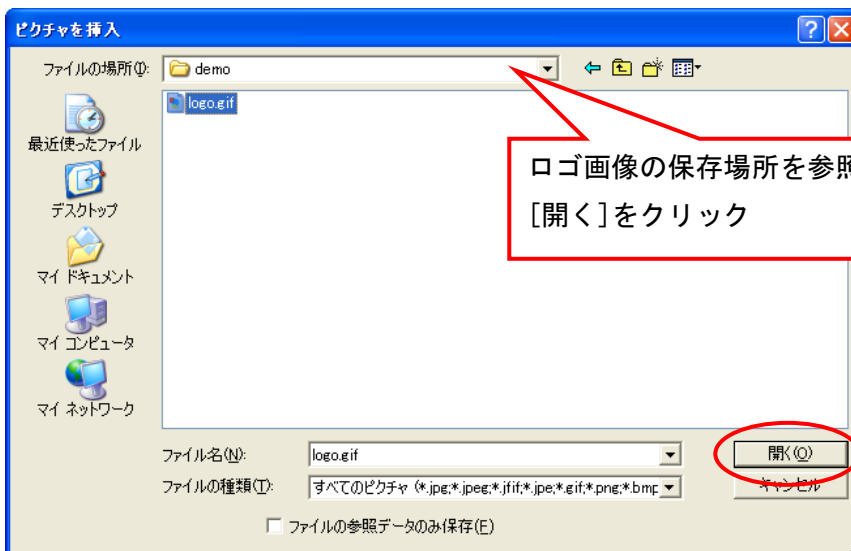 ピクチャを挿入
ファイルの場所(I):
demo
logo.gif
最近使ったファイル
デスクトップ
マイ ドキュメント
マイ コンピュータ
マイ ネットワーク
ロゴ画像の保存場所を参照
[開く]をクリック
ファイル名(N):
logo.gif
開く(O)
ファイルの種類(T):
すべてのピクチャ (*.jpg;*.jpeg;*.jfif;*.jpe;*.gif;*.png;*.bmp
キャンセル
ファイルの参照データのみ保存(F)